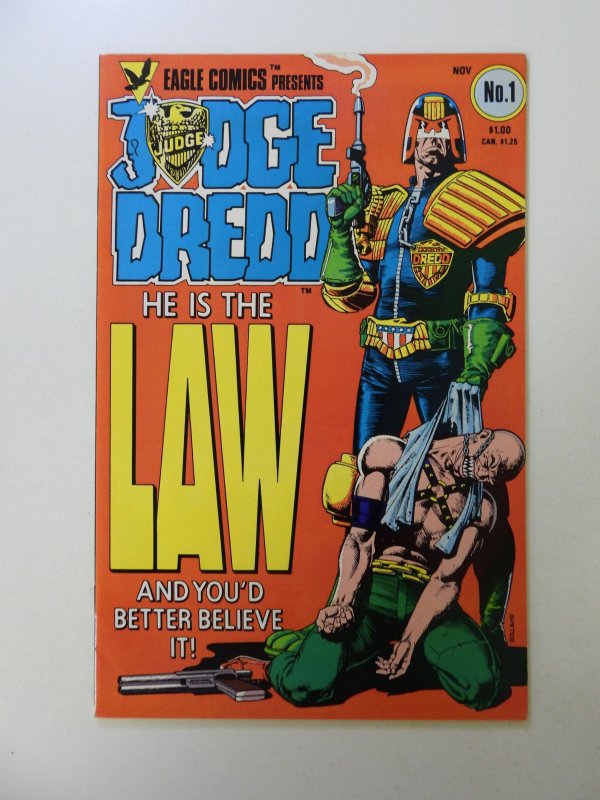 EAGLE COMICS™ PRESENTS
NOV
No.1
$1.00
CAN. $1.25
JUDGE
JUDGE
DREDD
™
HE IS THE
LAW
AND YOU'D
BETTER BELIEVE
IT!
DREDD
BOLLAND